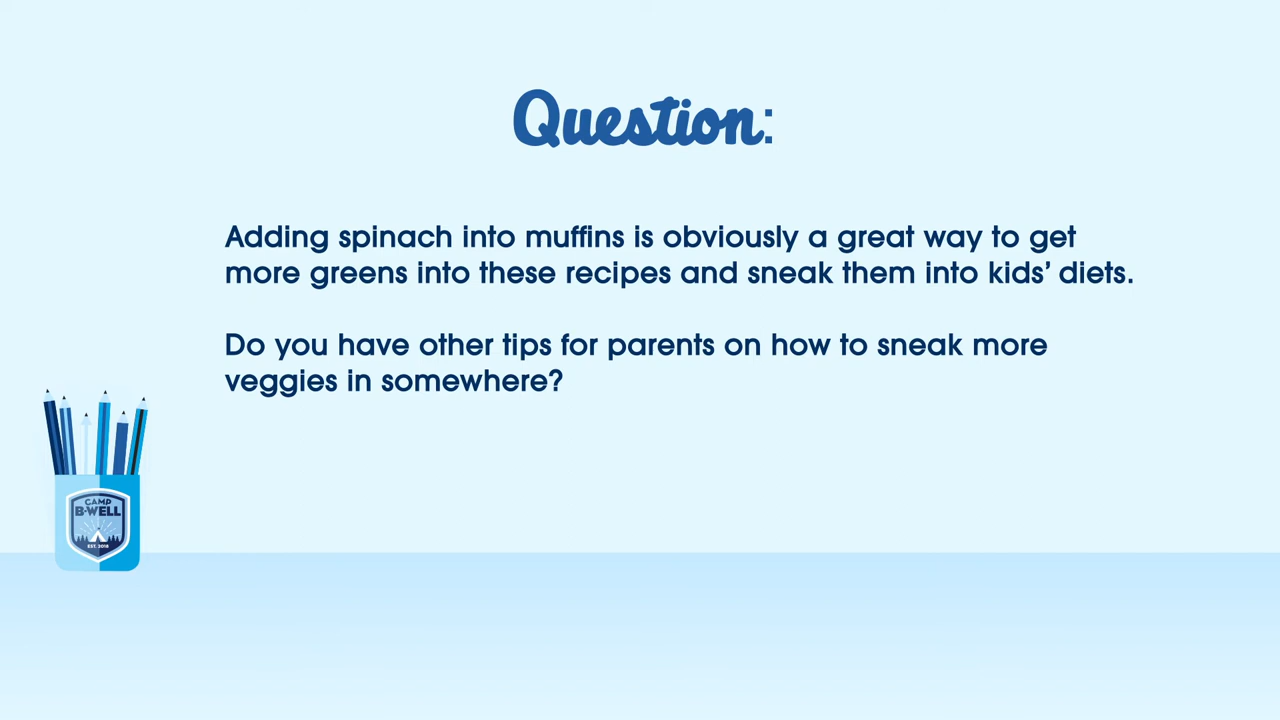 Question:
Adding spinach into muffins is obviously a great way to get
more greens into these recipes and sneak them into kids’ diets.
Do you have other tips for parents on how to sneak more
veggies in somewhere?
CAMP
B·WELL
EST. 2018